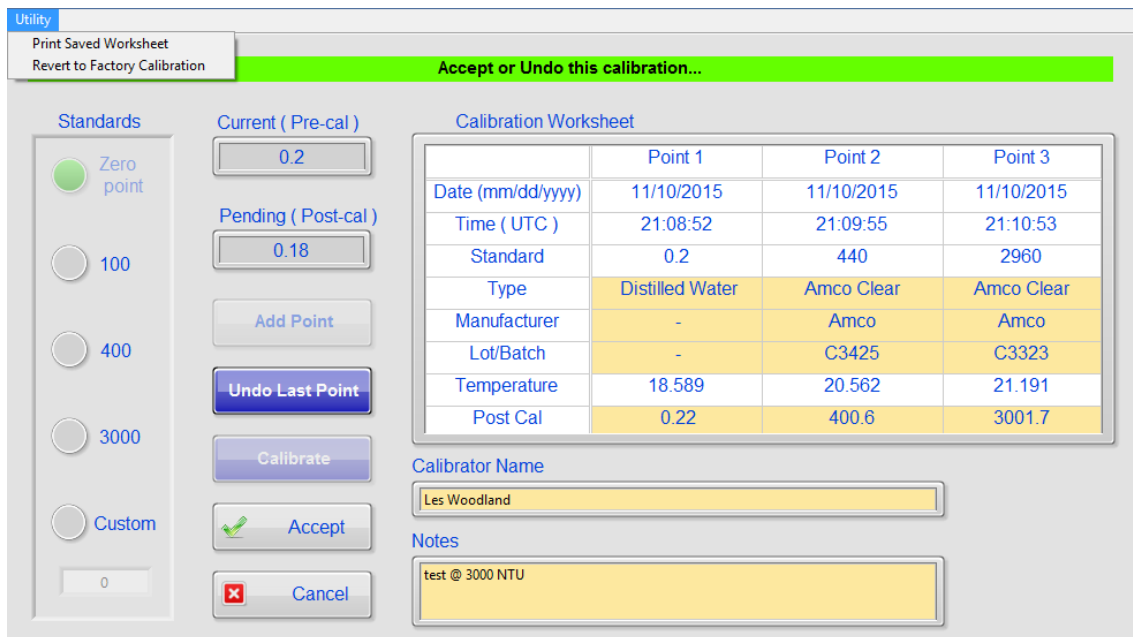 Utility
Print Saved Worksheet
Revert to Factory Calibration
Accept or Undo this calibration...
Standards
Zero
point
100
400
3000
Custom
0
Current ( Pre-cal )
0.2
Pending ( Post-cal )
0.18
Add Point
Undo Last Point
Calibrate
Accept
Cancel
Calibration Worksheet
Point 1 Point 2 Point 3
Date (mm/dd/yyyy) 11/10/2015 11/10/2015 11/10/2015
Time ( UTC ) 21:08:52 21:09:55 21:10:53
Standard 0.2 440 2960
Type Distilled Water Amco Clear Amco Clear
Manufacturer - Amco Amco
Lot/Batch - C3425 C3323
Temperature 18.589 20.562 21.191
Post Cal 0.22 400.6 3001.7
Calibrator Name
Les Woodland
Notes
test @ 3000 NTU